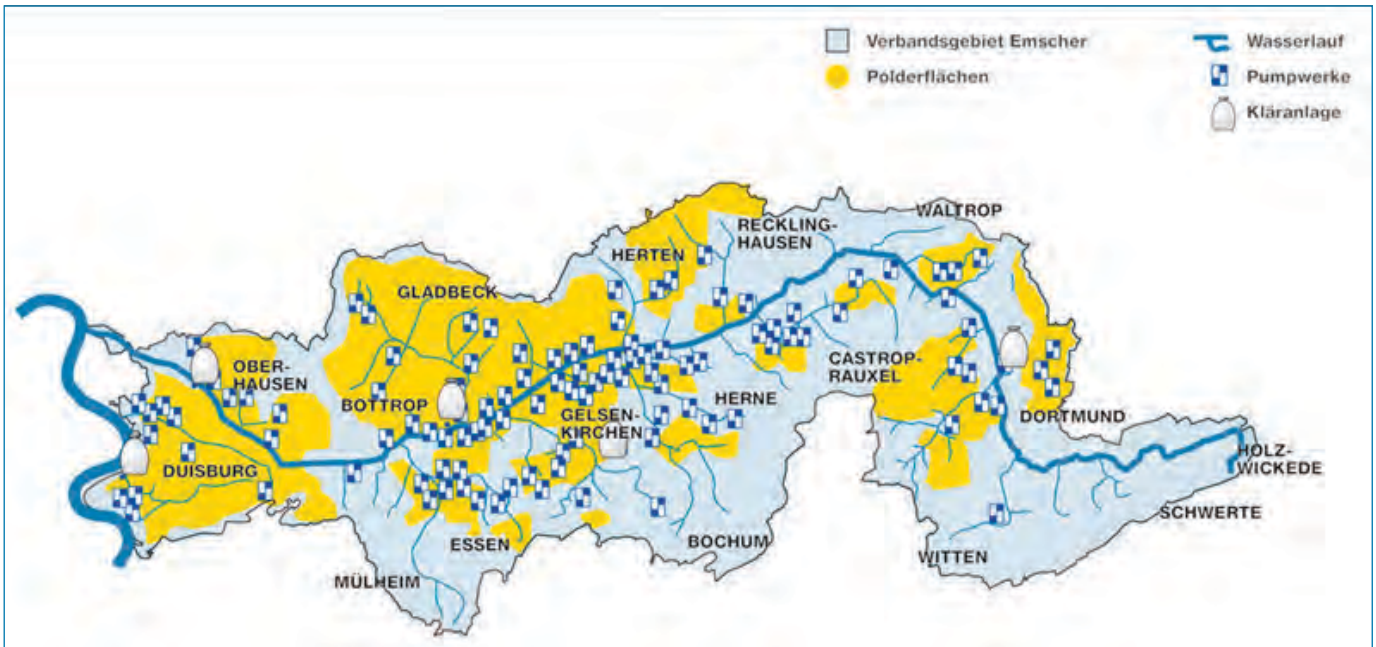 Verbandsgebiet Emscher
Polderflächen
Wasserlauf
Pumpwerke
Kläranlage
WALTROP
RECKLING-
HAUSEN
HERTEN
GLADBECK
OBER-
HAUSEN
BOTTROP
CASTROP-
RAUXEL
HERNE
GELSEN-
KIRCHEN
DORTMUND
DUISBURG
HOLZ-
WICKEDE
SCHWERTE
ESSEN
BOCHUM
WITTEN
MÜLHEIM